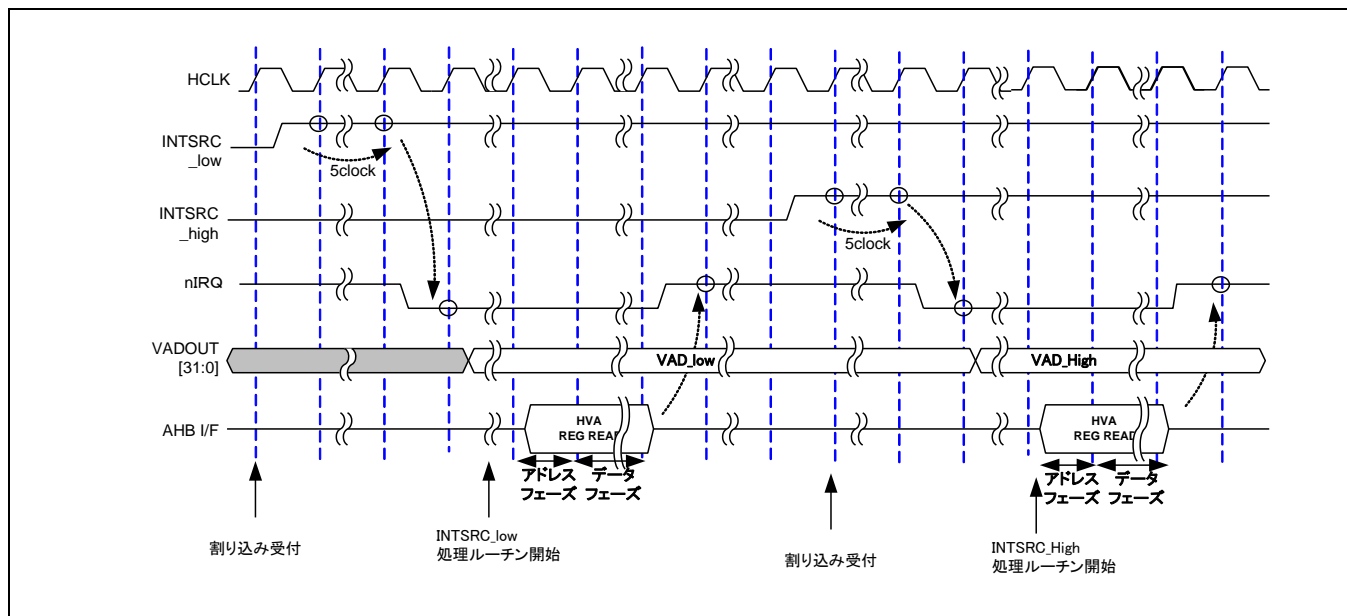 HCLK
INTSRC
_low
5clock
INTSRC
_high
5clock
nIRQ
VADOUT
[31:0]
VAD_low
VAD_High
AHB I/F
HVA
REG READ
HVA
REG READ
アドレス
フェーズ
データ
フェーズ
アドレス
フェーズ
データ
フェーズ
割り込み受付
INTSRC_low
処理ルーチン開始
割り込み受付
INTSRC_High
処理ルーチン開始